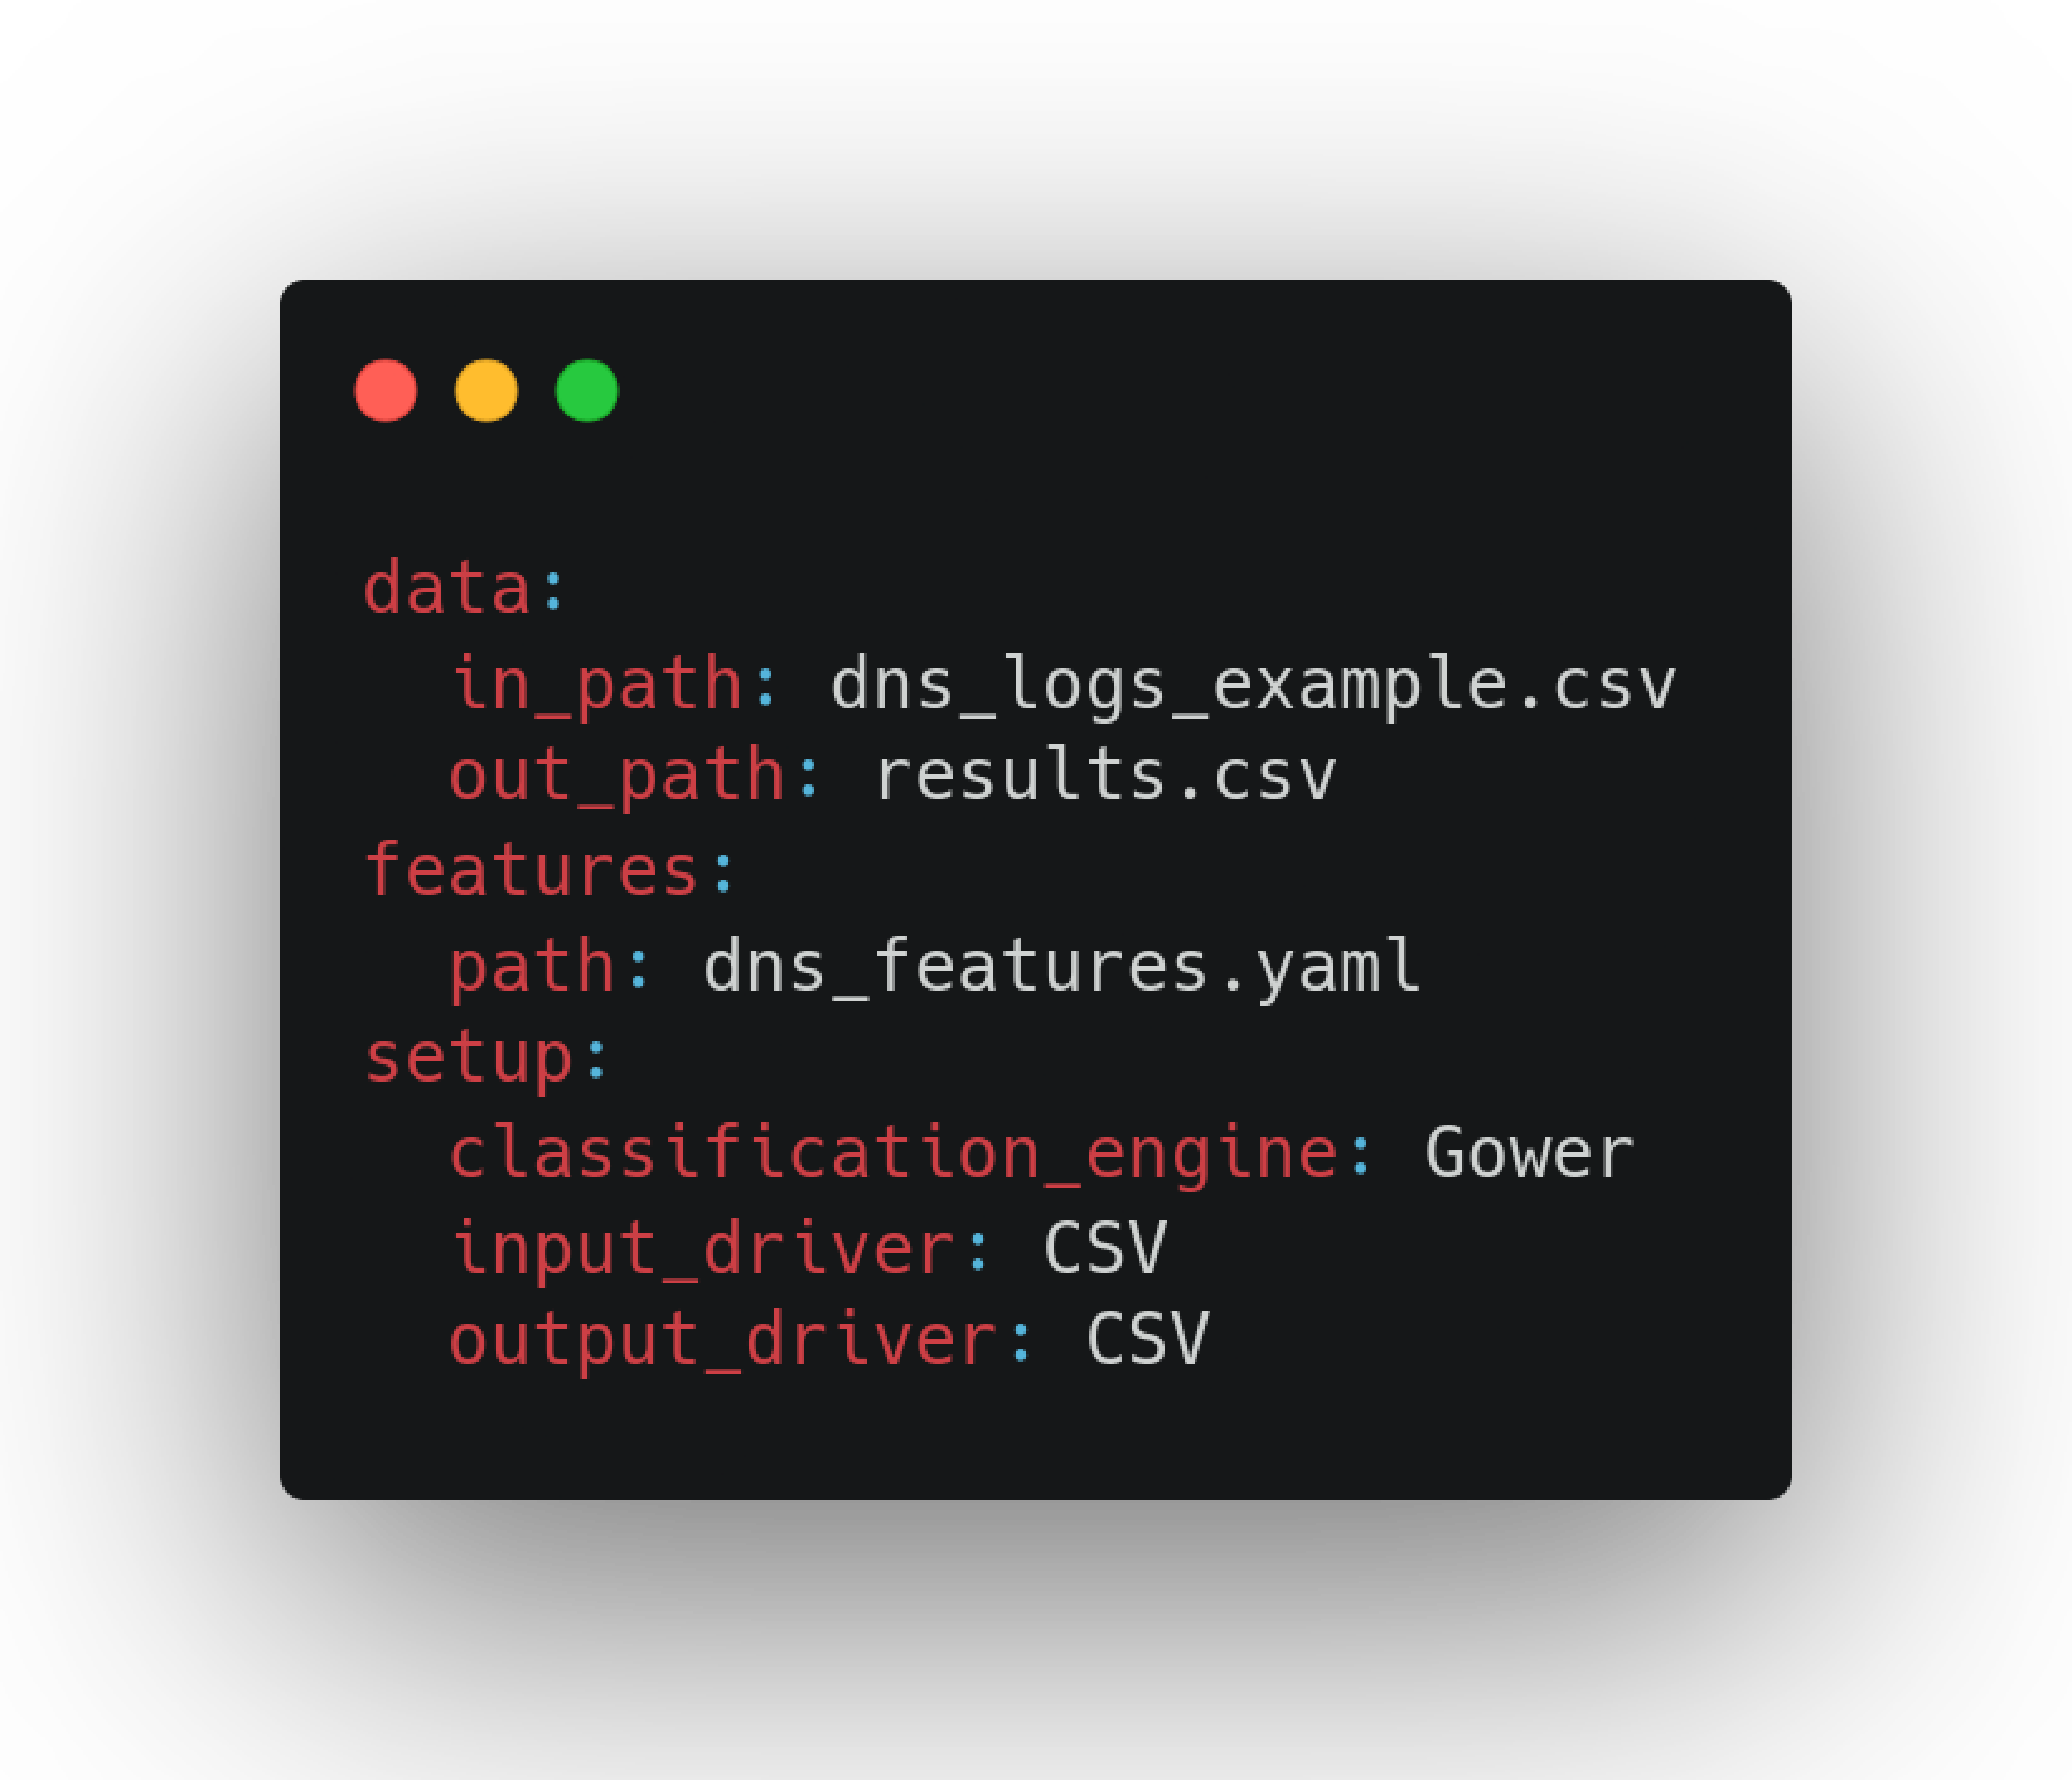 data:
  in_path: dns_logs_example.csv
  out_path: results.csv
features:
  path: dns_features.yaml
setup:
  classification_engine: Gower
  input_driver: CSV
  output_driver: CSV